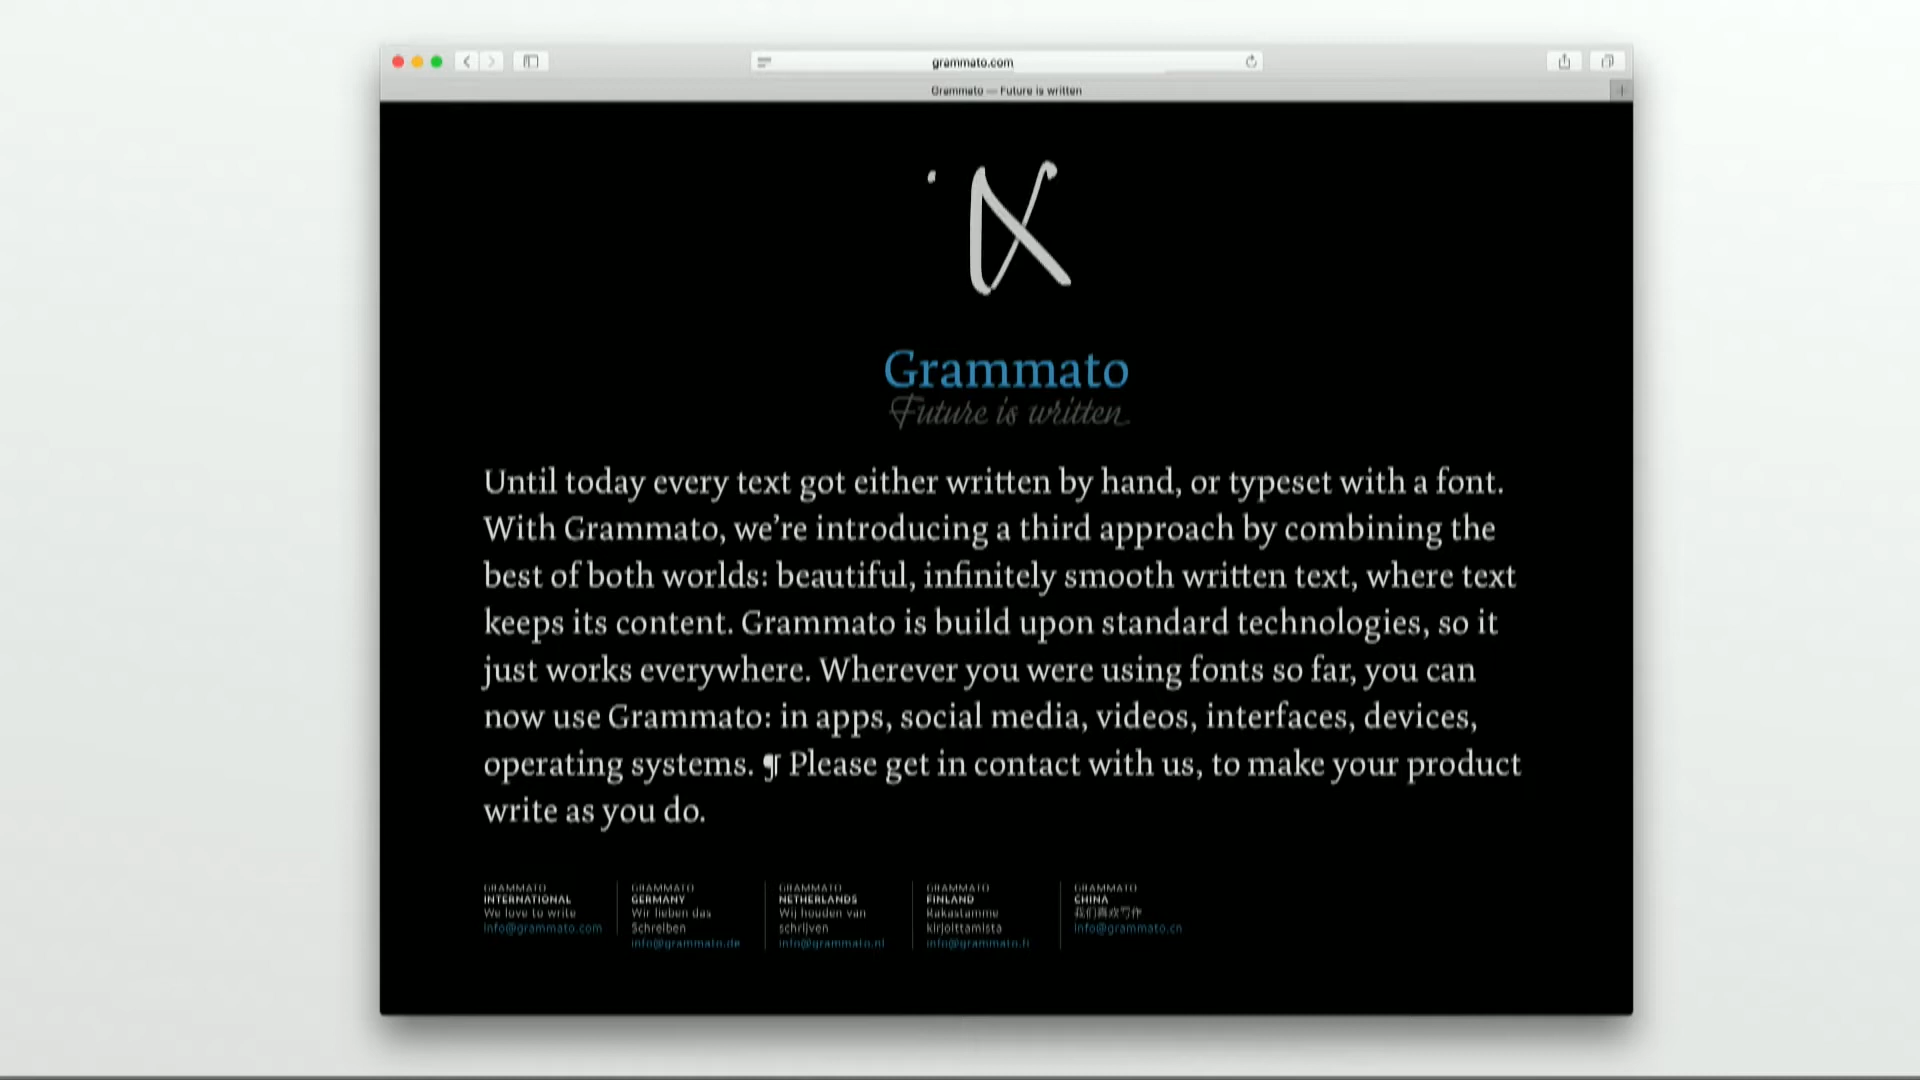 grammato.com
Grammato — Future is written
Grammato
Future is written
Until today every text got either written by hand, or typeset with a font.
With Grammato, we're introducing a third approach by combining the
best of both worlds: beautiful, infinitely smooth written text, where text
keeps its content. Grammato is build upon standard technologies, so it
just works everywhere. Wherever you were using fonts so far, you can
now use Grammato: in apps, social media, videos, interfaces, devices,
operating systems. ¶ Please get in contact with us, to make your product
write as you do.
GRAMMATO
INTERNATIONAL
We love to write
info@grammato.com
GRAMMATO
GERMANY
Wir lieben das
Schreiben
info@grammato.de
GRAMMATO
NETHERLANDS
Wij houden van
schrijven
info@grammato.nl
GRAMMATO
FINLAND
Rakastamme
kirjoittamista
info@grammato.fi
GRAMMATO
CHINA
我们喜欢写作
info@grammato.cn